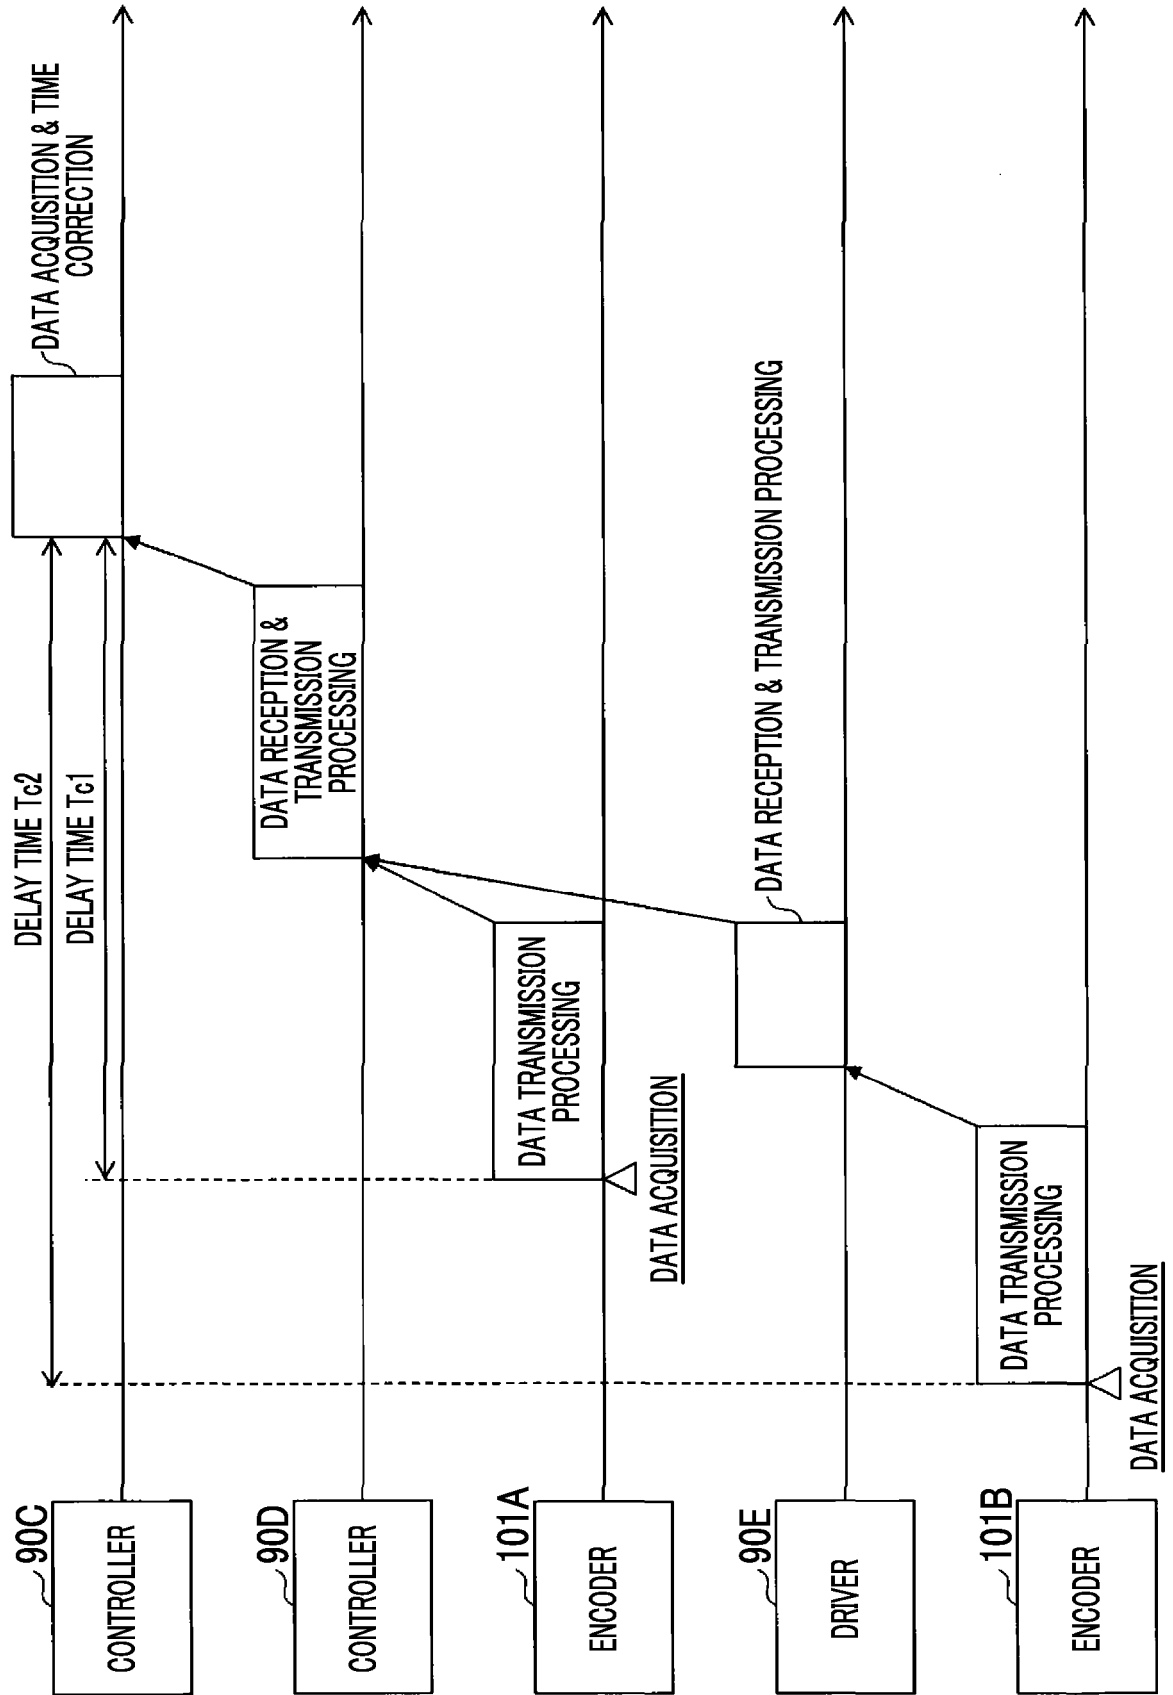 90C
CONTROLLER
DELAY TIME Tc2
DELAY TIME Tc1
DATA ACQUISITION & TIME
CORRECTION
90D
CONTROLLER
DATA RECEPTION &
TRANSMISSION
PROCESSING
101A
ENCODER
DATA TRANSMISSION
PROCESSING
DATA ACQUISITION
90E
DRIVER
DATA RECEPTION & TRANSMISSION PROCESSING
101B
ENCODER
DATA TRANSMISSION
PROCESSING
DATA ACQUISITION